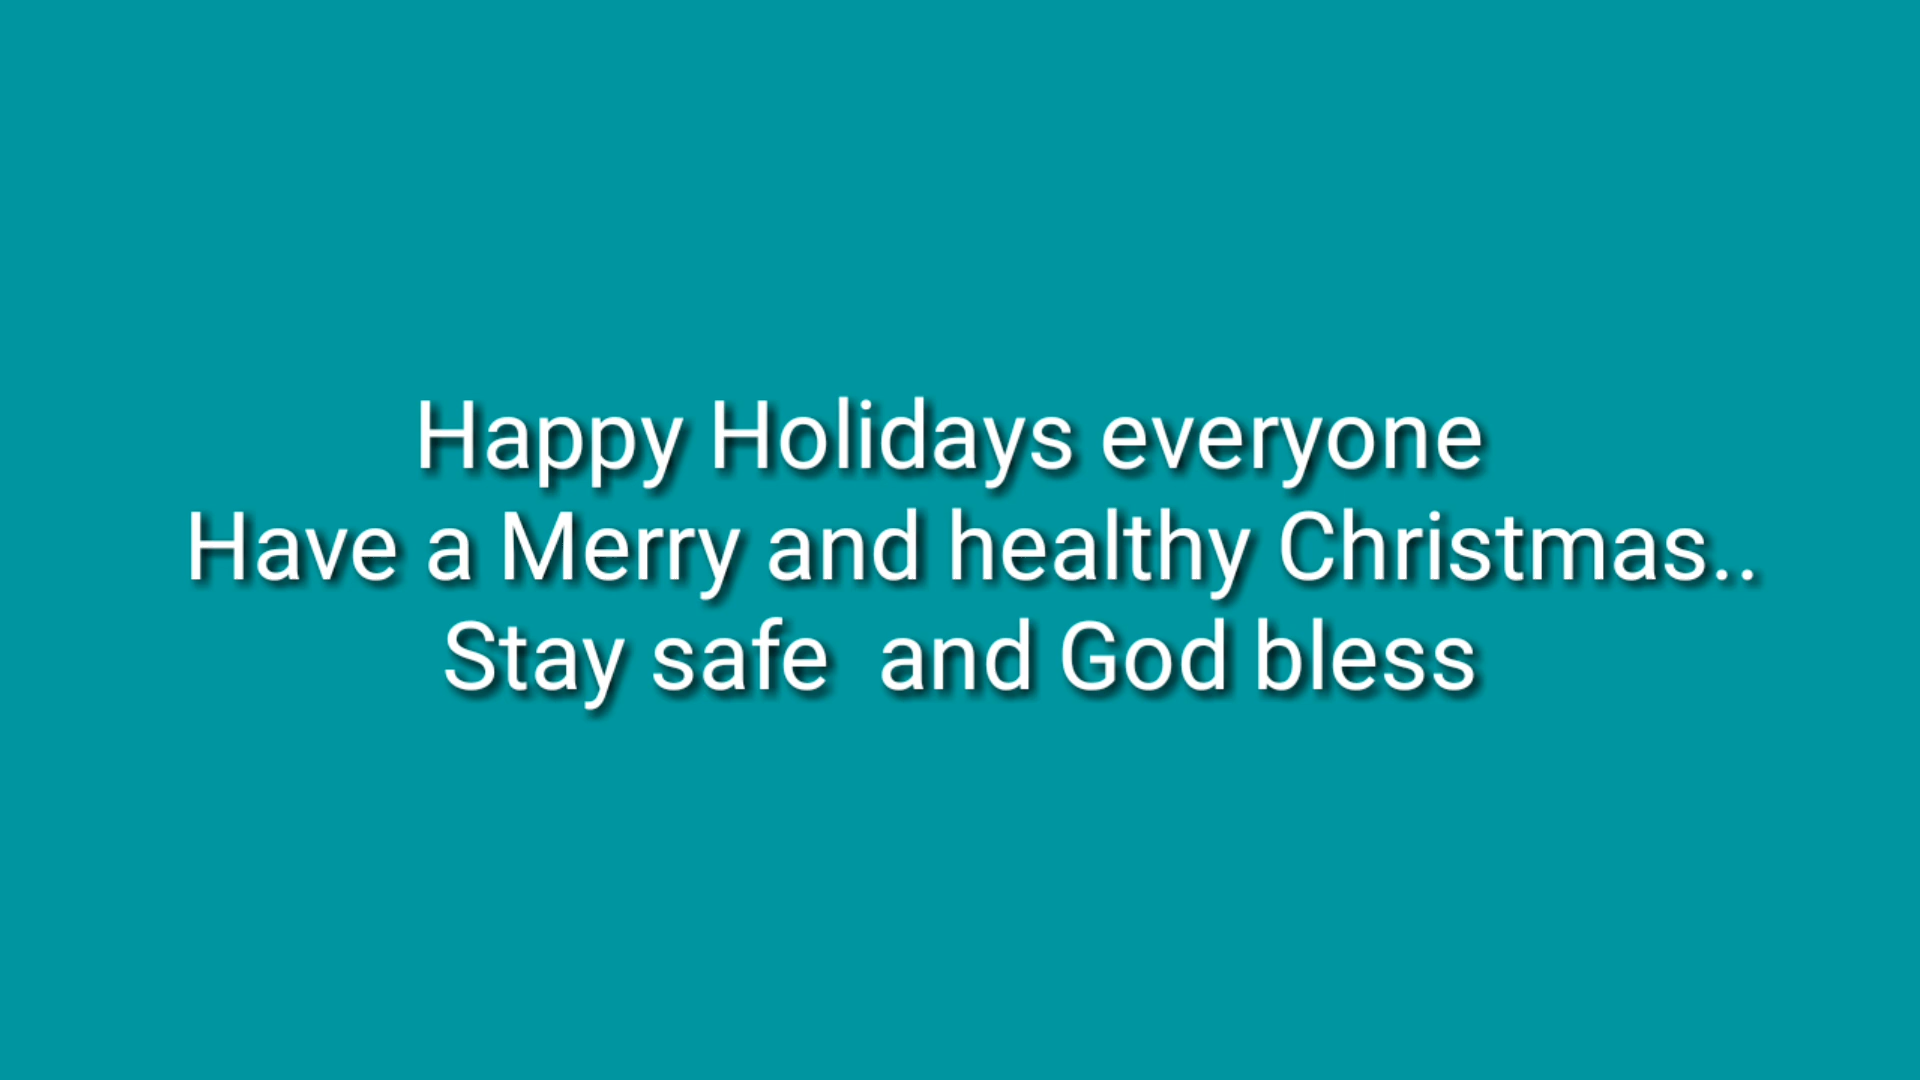 Happy Holidays everyone
Have a Merry and healthy Christmas..
Stay safe  and God bless